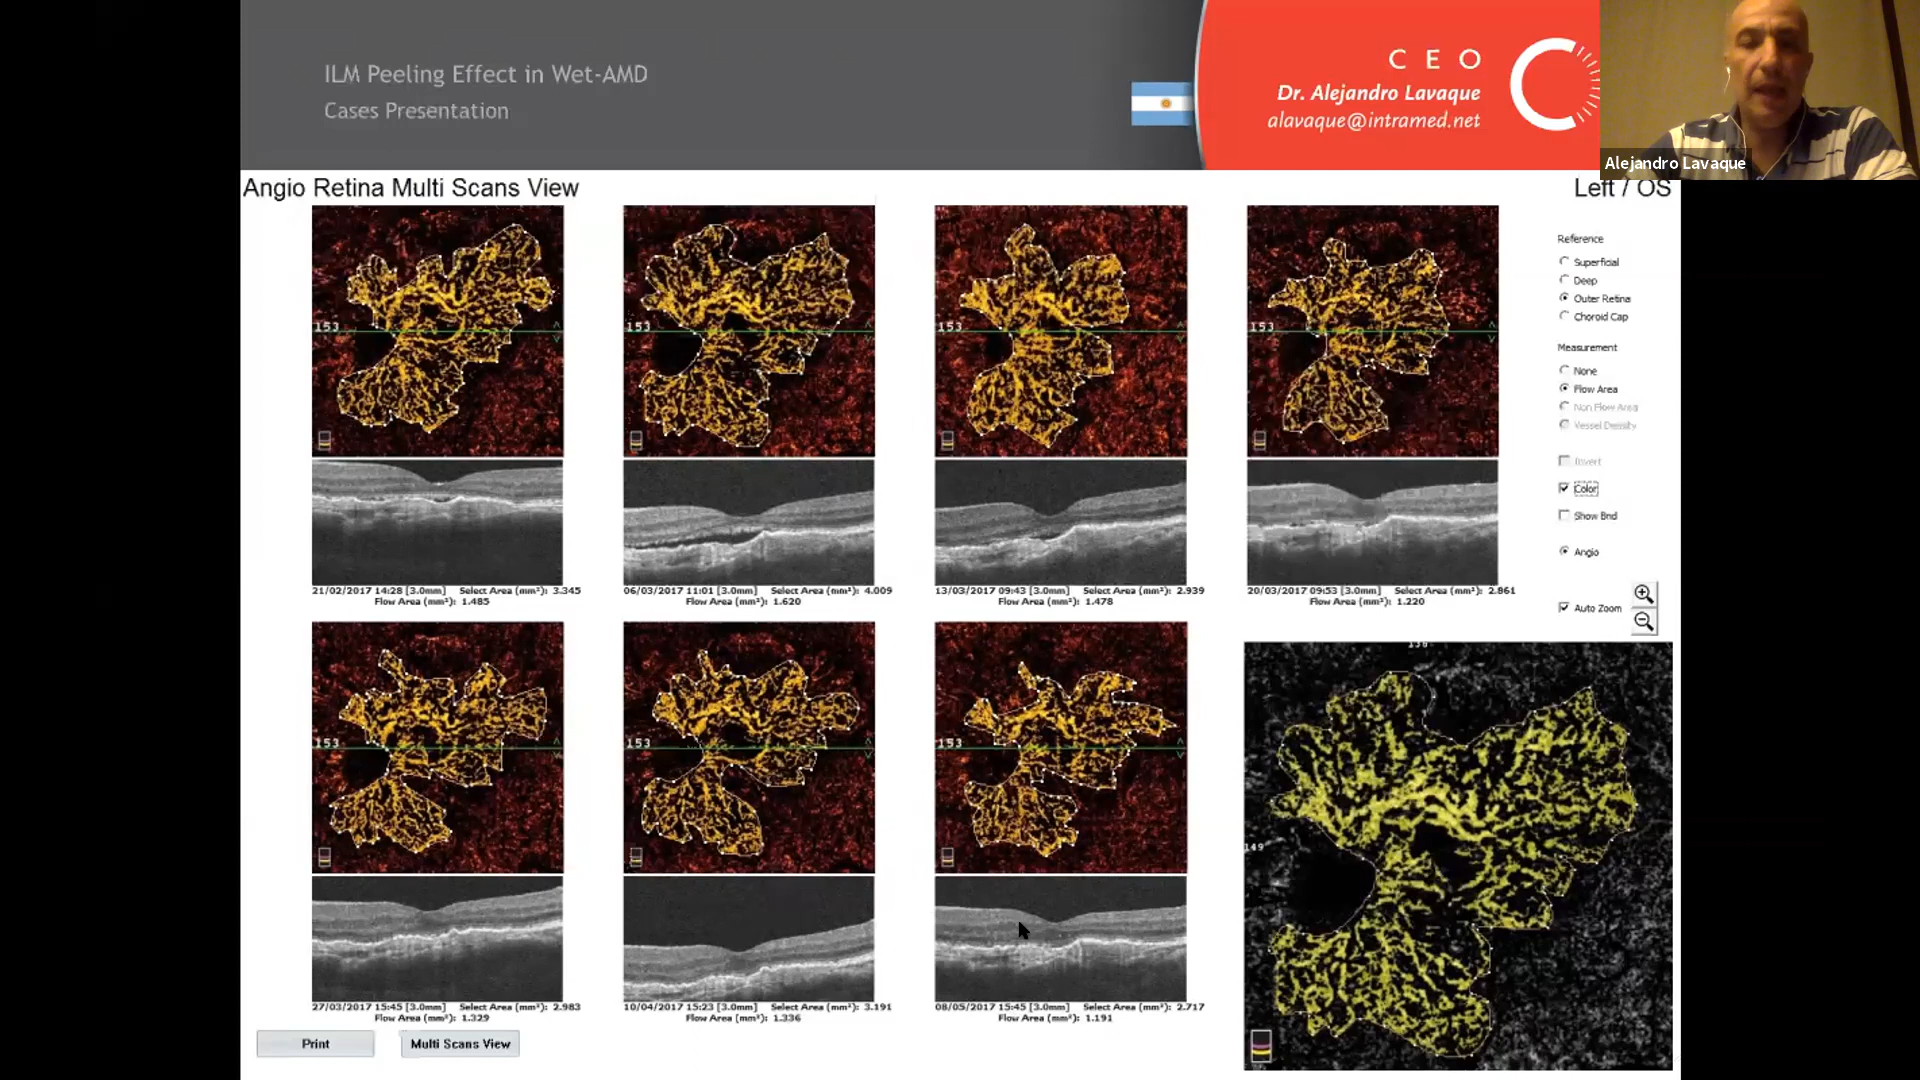 ILM Peeling Effect in Wet-AMD
Cases Presentation
CEO
Dr. Alejandro Lavaque
alavaque@intramed.net
Alejandro Lavaque
Angio Retina Multi Scans View
Left / OS
153
153
153
153
21/02/2017 14:28 [3.0mm] Select Area (mm²): 3.345
Flow Area (mm²): 1.485
06/03/2017 11:01 [3.0mm] Select Area (mm²): 4.009
Flow Area (mm²): 1.620
13/03/2017 09:43 [3.0mm] Select Area (mm²): 2.939
Flow Area (mm²): 1.478
20/03/2017 09:53 [3.0mm] Select Area (mm²): 2.861
Flow Area (mm²): 1.220
Reference
Superficial
Deep
Outer Retina
Choroid Cap
Measurement
None
Flow Area
Non Flow Area
Vessel Density
Invert
Color
Show Bnd
Angio
Auto Zoom
153
153
153
149
27/03/2017 15:45 [3.0mm] Select Area (mm²): 2.983
Flow Area (mm²): 1.329
10/04/2017 15:23 [3.0mm] Select Area (mm²): 3.191
Flow Area (mm²): 1.336
08/05/2017 15:45 [3.0mm] Select Area (mm²): 2.717
Flow Area (mm²): 1.191
Print
Multi Scans View